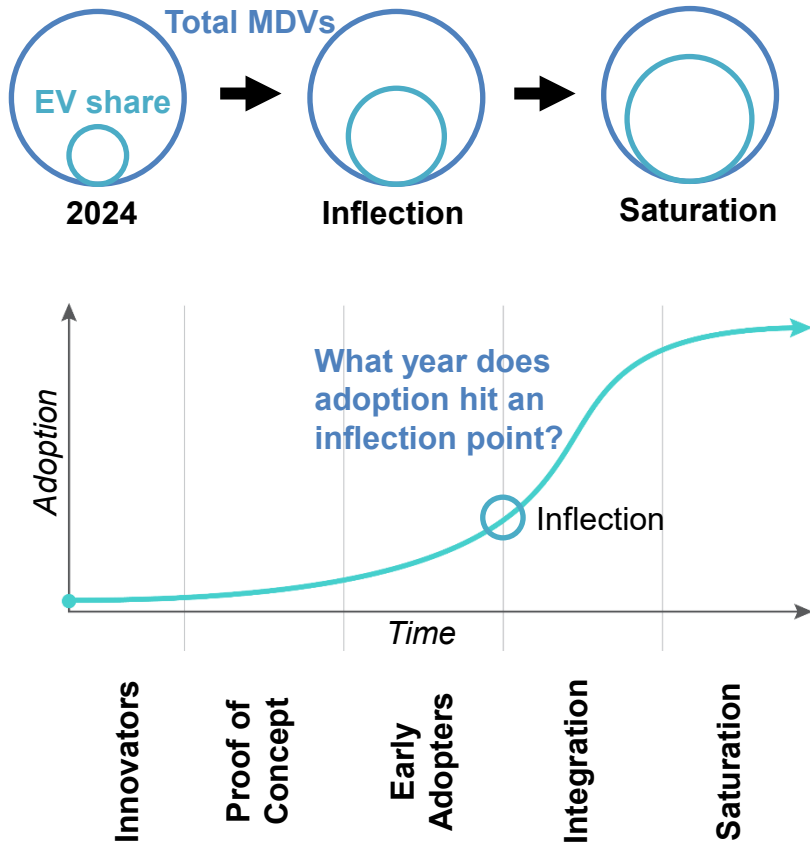 Total MDVs
EV share
2024
Inflection
Saturation
What year does
adoption hit an
inflection point?
Adoption
Inflection
Time
Innovators
Proof of
Concept
Early
Adopters
Integration
Saturation